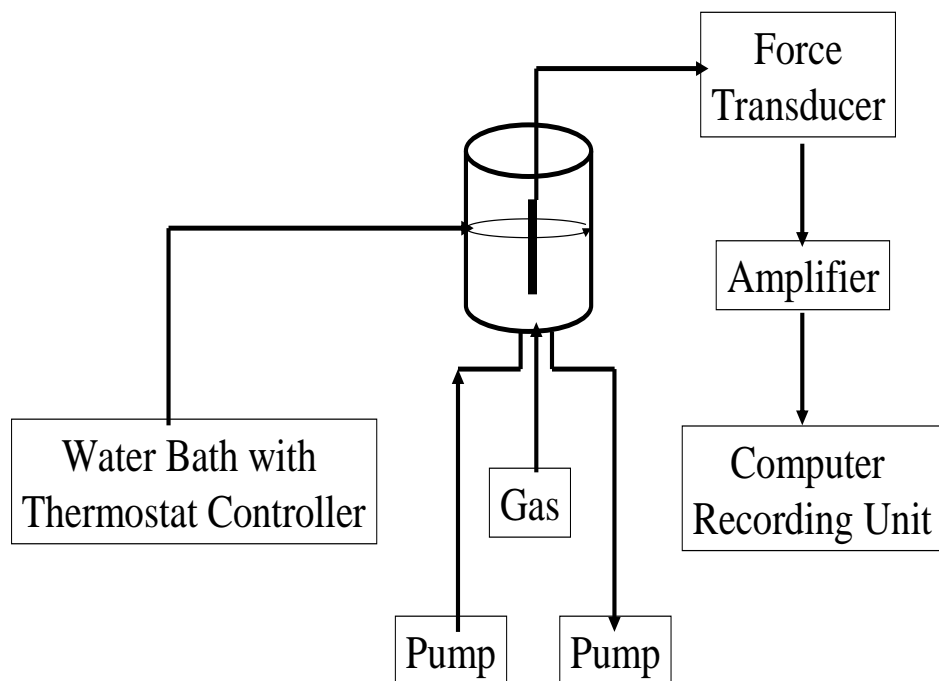 Force
Transducer
Amplifier
Water Bath with
Thermostat Controller
Gas
Computer
Recording Unit
Pump
Pump